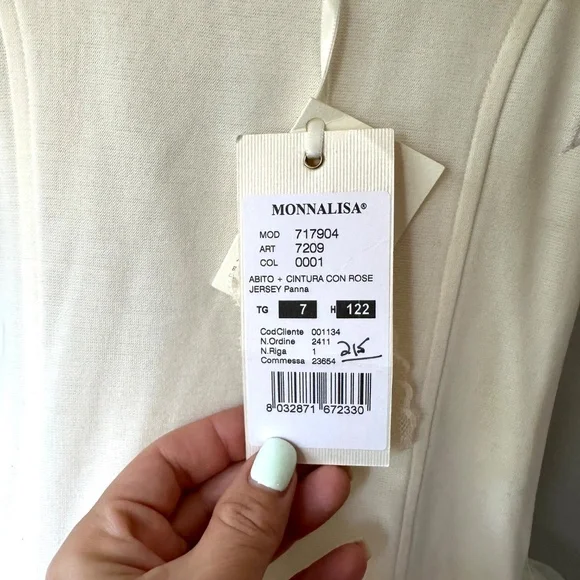 MONNALISA®
MOD 717904
ART 7209
COL 0001
ABITO + CINTURA CON ROSE
JERSEY Panna
TG 7 H 122
CodCliente 001134
N.Ordine 2411
N.Riga 1
215
Commessa 23654
8 032871 672330